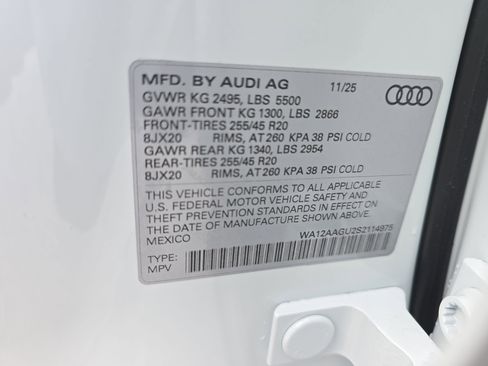 MFD. BY AUDI AG 11/25
GVWR KG 2495, LBS 5500
GAWR FRONT KG 1300, LBS 2866
FRONT-TIRES 255/45 R20
8JX20 RIMS, AT 260 KPA 38 PSI COLD
GAWR REAR KG 1340, LBS 2954
REAR-TIRES 255/45 R20
8JX20 RIMS, AT 260 KPA 38 PSI COLD
THIS VEHICLE CONFORMS TO ALL APPLICABLE
U.S. FEDERAL MOTOR VEHICLE SAFETY, BUMPER AND
THEFT PREVENTION STANDARDS IN EFFECT ON
THE DATE OF MANUFACTURE SHOWN ABOVE.
MEXICO
WA12AAGU2S2114975
TYPE:
MPV